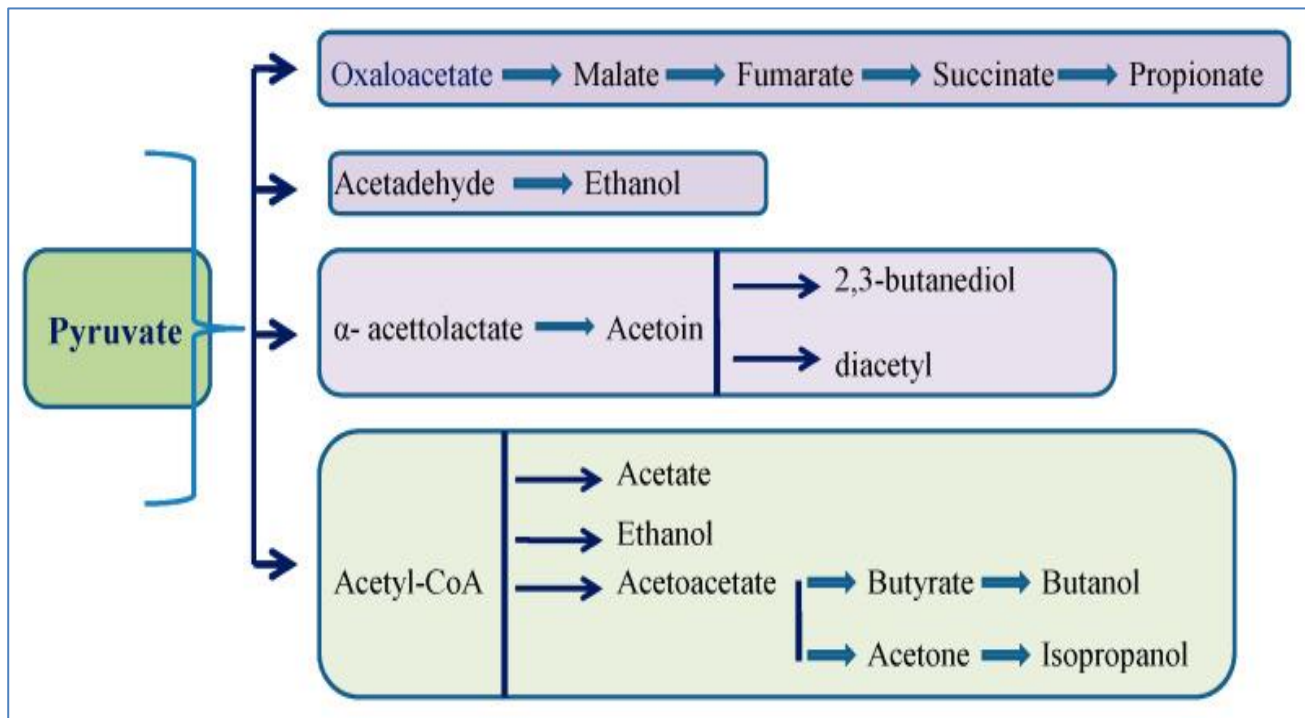 Oxaloacetate Malate Fumarate Succinate Propionate
Acetadehyde Ethanol
Pyruvate
α- acettolactate Acetoin
2,3-butanediol
diacetyl
Acetyl-CoA
Acetate
Ethanol
Acetoacetate
Butyrate Butanol
Acetone Isopropanol